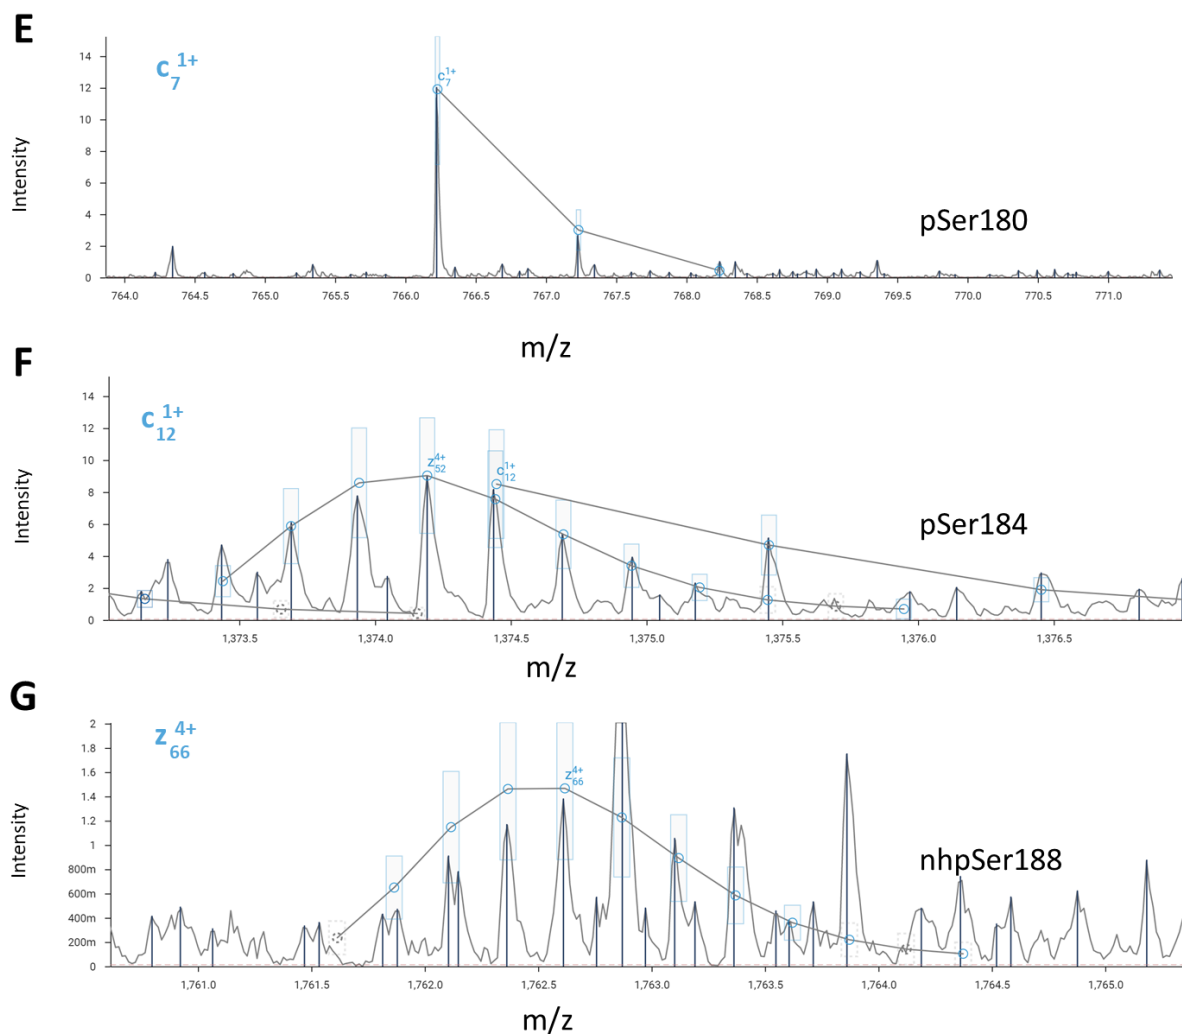 E
c7 1+
14
12
10
8
6
4
2
0
Intensity
c7 1+
pSer180
764.0 764.5 765.0 765.5 766.0 766.5 767.0 767.5 768.0 768.5 769.0 769.5 770.0 770.5 771.0
m/z
F
c12 1+
14
12
10
8
6
4
2
0
Intensity
z52 4+
c12 1+
pSer184
1,373.5 1,374.0 1,374.5 1,375.0 1,375.5 1,376.0 1,376.5
m/z
G
z66 4+
2
1.8
1.6
1.4
1.2
1
800m
600m
400m
200m
0
Intensity
z66 4+
nhpSer188
1,761.0 1,761.5 1,762.0 1,762.5 1,763.0 1,763.5 1,764.0 1,764.5 1,765.0
m/z